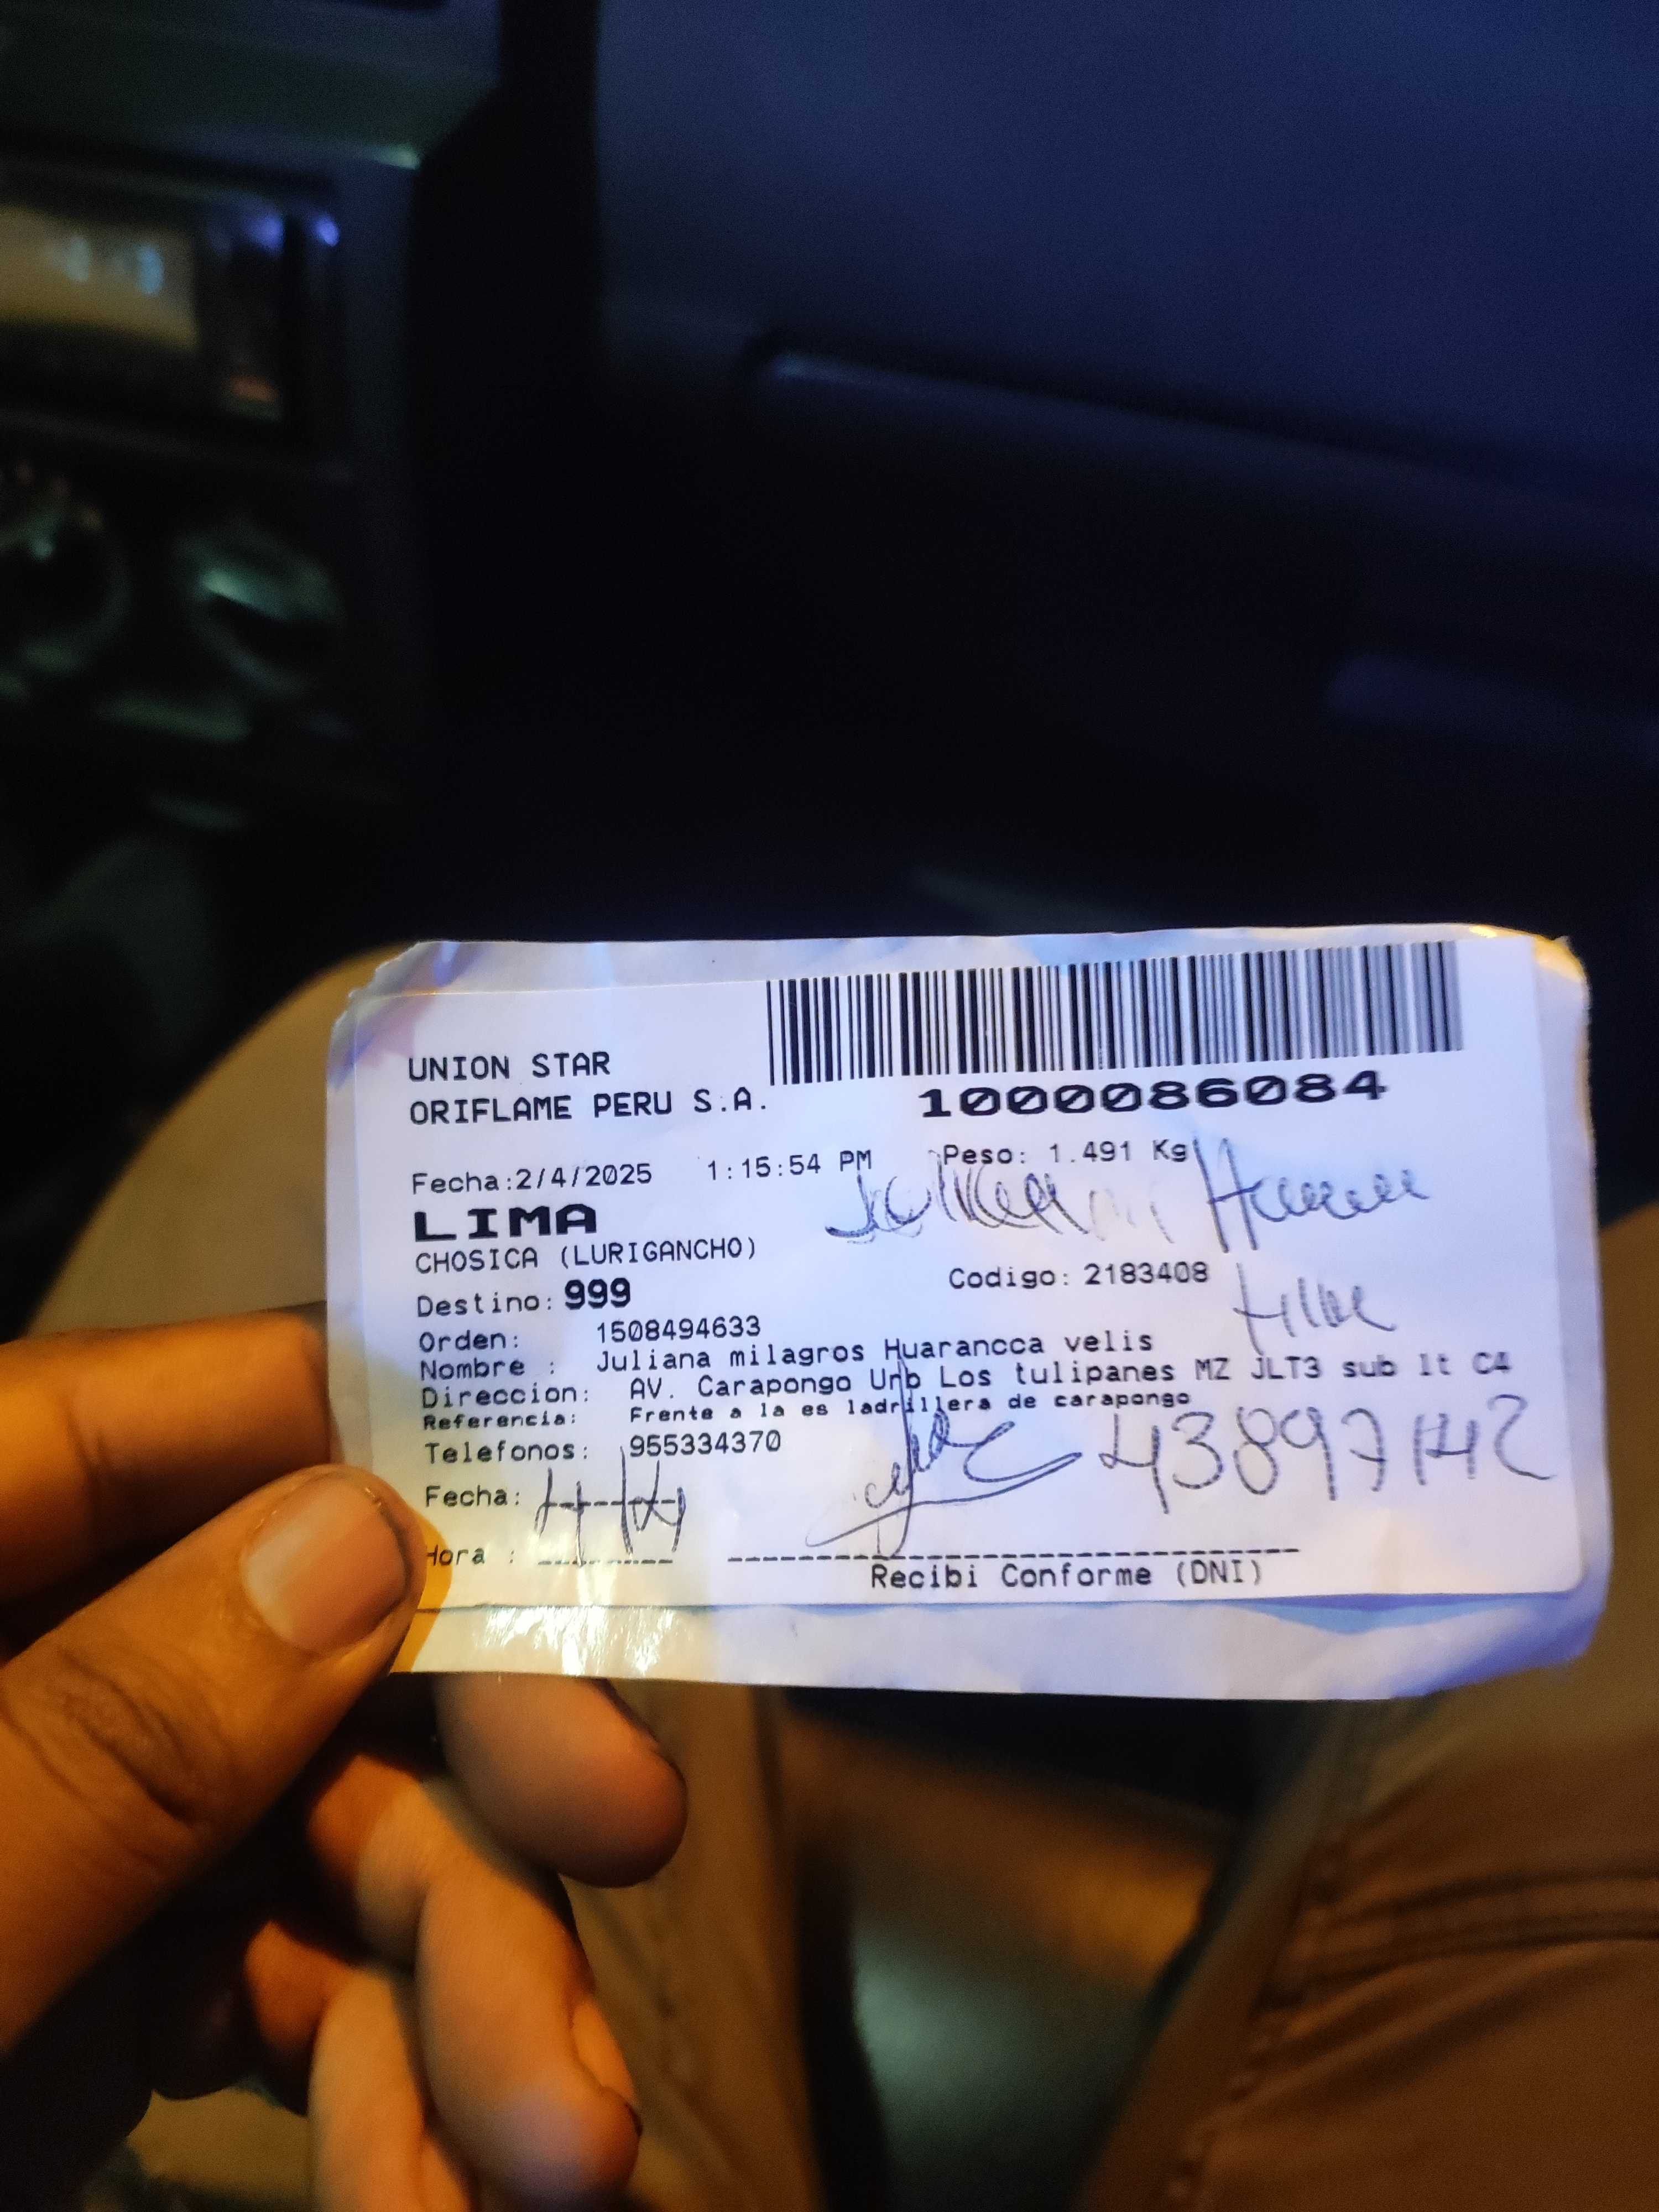 UNION STAR
ORIFLAME PERU S.A.
1000086084
Fecha:2/4/2025 1:15:54 PM Peso: 1.491 Kg
LIMA
CHOSICA (LURIGANCHO)
Destino: 999 Codigo: 2183408
Orden: 1508494633
Nombre : Juliana milagros Huarancca velis
Direccion: AV. Carapongo Urb Los tulipanes MZ JLT3 sub lt C4
Referencia: Frente a la es ladrillera de carapongo
Telefonos: 955334370
43897142
Fecha:
Hora :
Recibi Conforme (DNI)